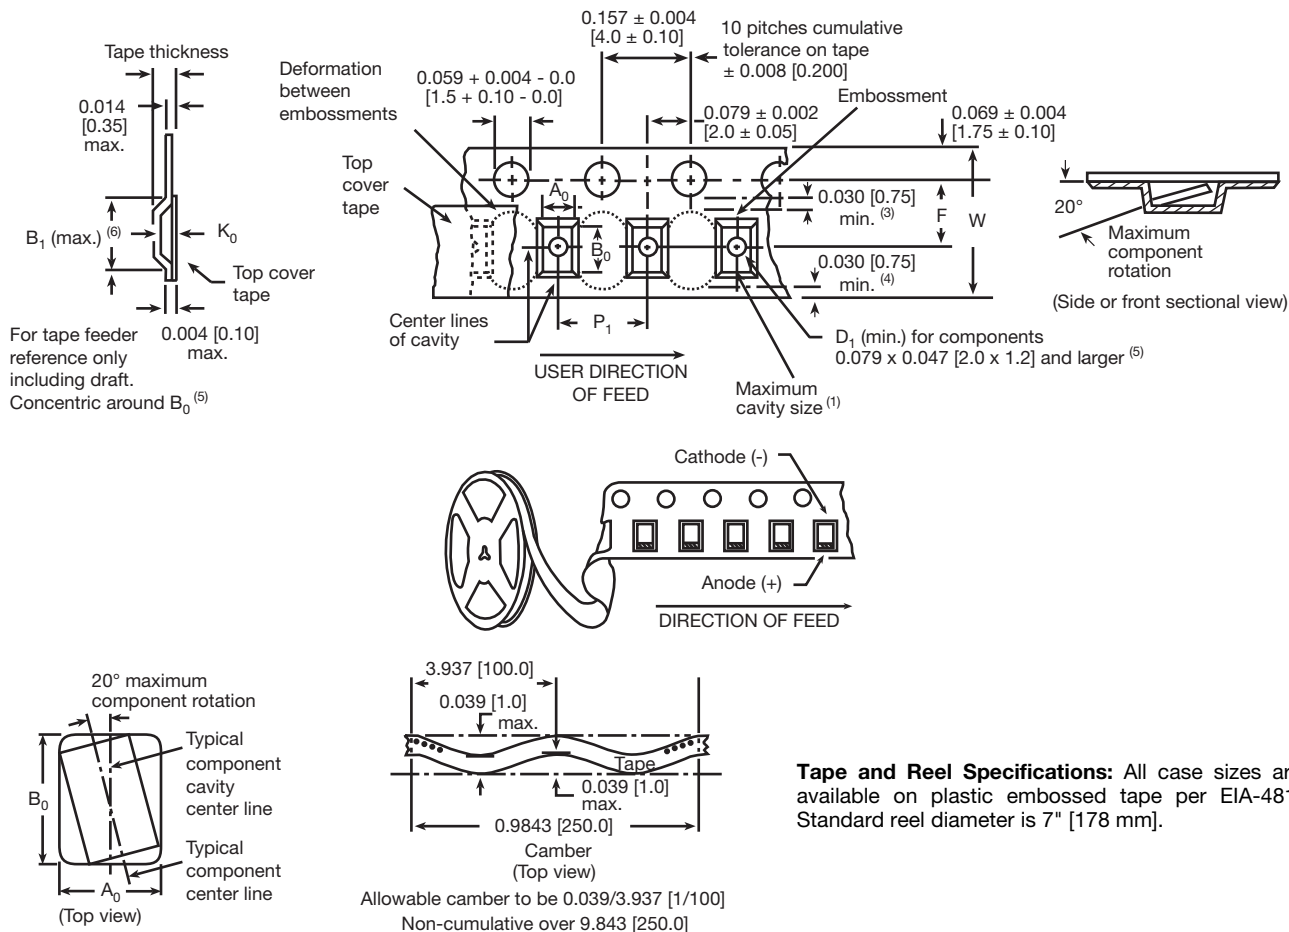 Tape thickness
0.014
[0.35]
max.
B1 (max.) (6)
K0
Top cover
tape
For tape feeder
reference only
including draft.
Concentric around B0 (5)
0.004 [0.10]
max.
Deformation
between
embossments
Top
cover
tape
0.059 + 0.004 - 0.0
[1.5 + 0.10 - 0.0]
0.157 ± 0.004
[4.0 ± 0.10]
10 pitches cumulative
tolerance on tape
± 0.008 [0.200]
0.079 ± 0.002
[2.0 ± 0.05]
Embossment
0.069 ± 0.004
[1.75 ± 0.10]
A0
B0
0.030 [0.75]
min. (3)
F
W
0.030 [0.75]
min. (4)
Center lines
of cavity
P1
USER DIRECTION
OF FEED
D1 (min.) for components
0.079 x 0.047 [2.0 x 1.2] and larger (5)
Maximum
cavity size (1)
20°
Maximum
component
rotation
(Side or front sectional view)
Cathode (-)
Anode (+)
DIRECTION OF FEED
20° maximum
component rotation
Typical
component
cavity
center line
B0
Typical
component
center line
A0
(Top view)
3.937 [100.0]
0.039 [1.0]
max.
Tape
0.039 [1.0]
max.
0.9843 [250.0]
Camber
(Top view)
Allowable camber to be 0.039/3.937 [1/100]
Non-cumulative over 9.843 [250.0]
Tape and Reel Specifications: All case sizes are
available on plastic embossed tape per EIA-481
Standard reel diameter is 7" [178 mm].